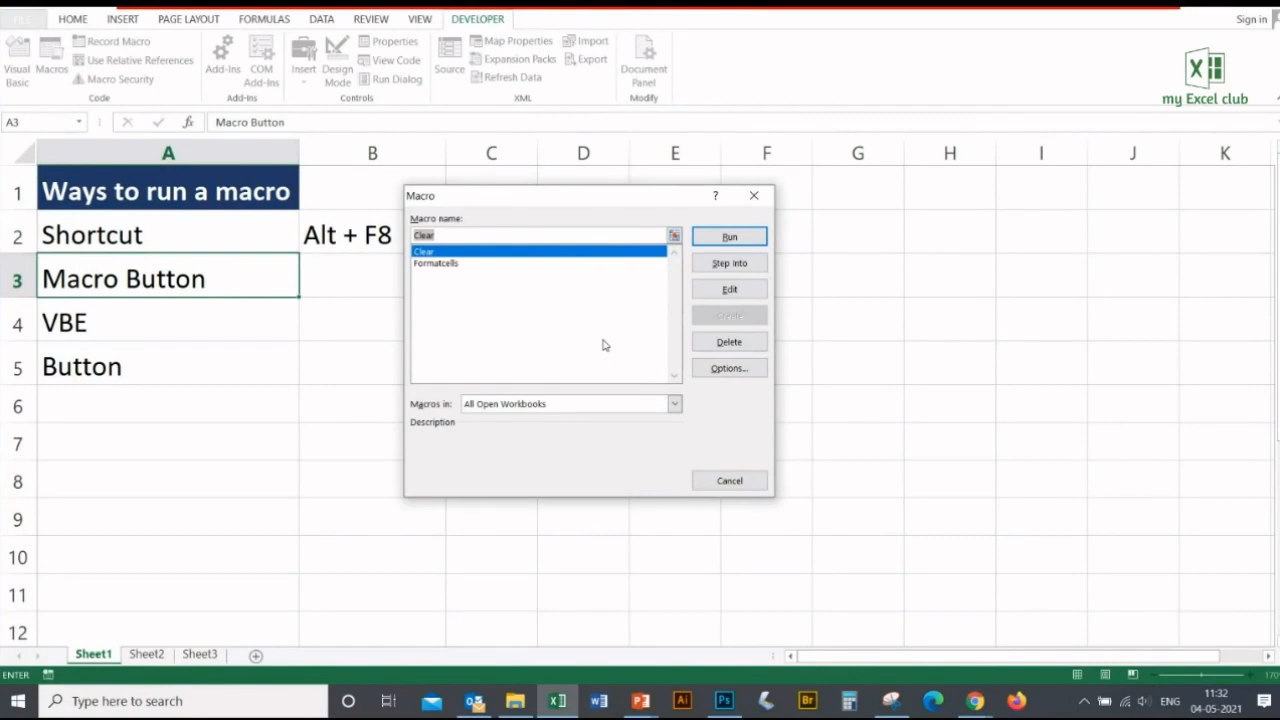 FILE HOME INSERT PAGE LAYOUT FORMULAS DATA REVIEW VIEW DEVELOPER Sign in
Visual Basic
Macros
Record Macro
Use Relative References
Macro Security
Code
Add-Ins
COM Add-Ins
Add-Ins
Insert
Design Mode
Properties
View Code
Run Dialog
Controls
Source
Map Properties
Expansion Packs
Refresh Data
Import
Export
XML
Document Panel
Modify
X
my Excel club
A3 fx Macro Button
A B C D E F G H I J K
1 Ways to run a macro
2 Shortcut Alt + F8
3 Macro Button
4 VBE
5 Button
6
7
8
9
10
11
12
Macro ?
Macro name:
Clear
Clear
Formatcells
Run
Step Into
Edit
Create
Delete
Options...
Macros in: All Open Workbooks
Description
Cancel
Sheet1 Sheet2 Sheet3
ENTER 170
Type here to search
X W P Ai Ps Br
ENG
11:32
04-05-2021